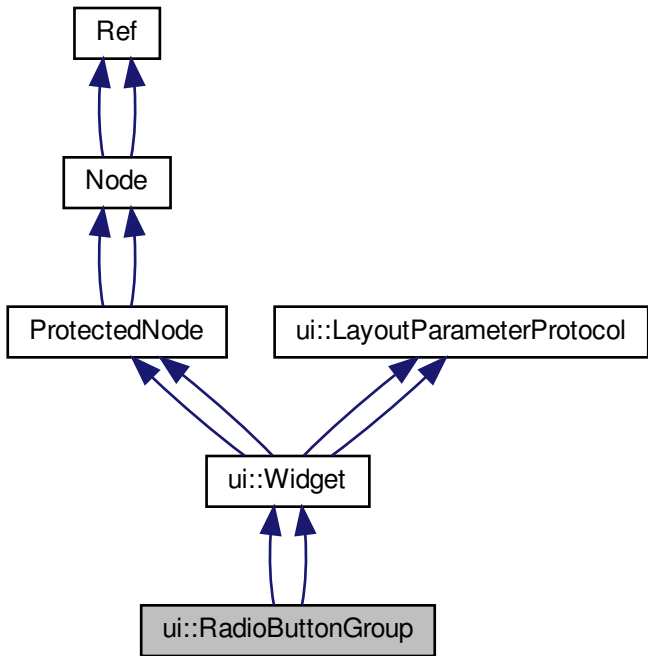 Ref
Node
ProtectedNode
ui::LayoutParameterProtocol
ui::Widget
ui::RadioButtonGroup